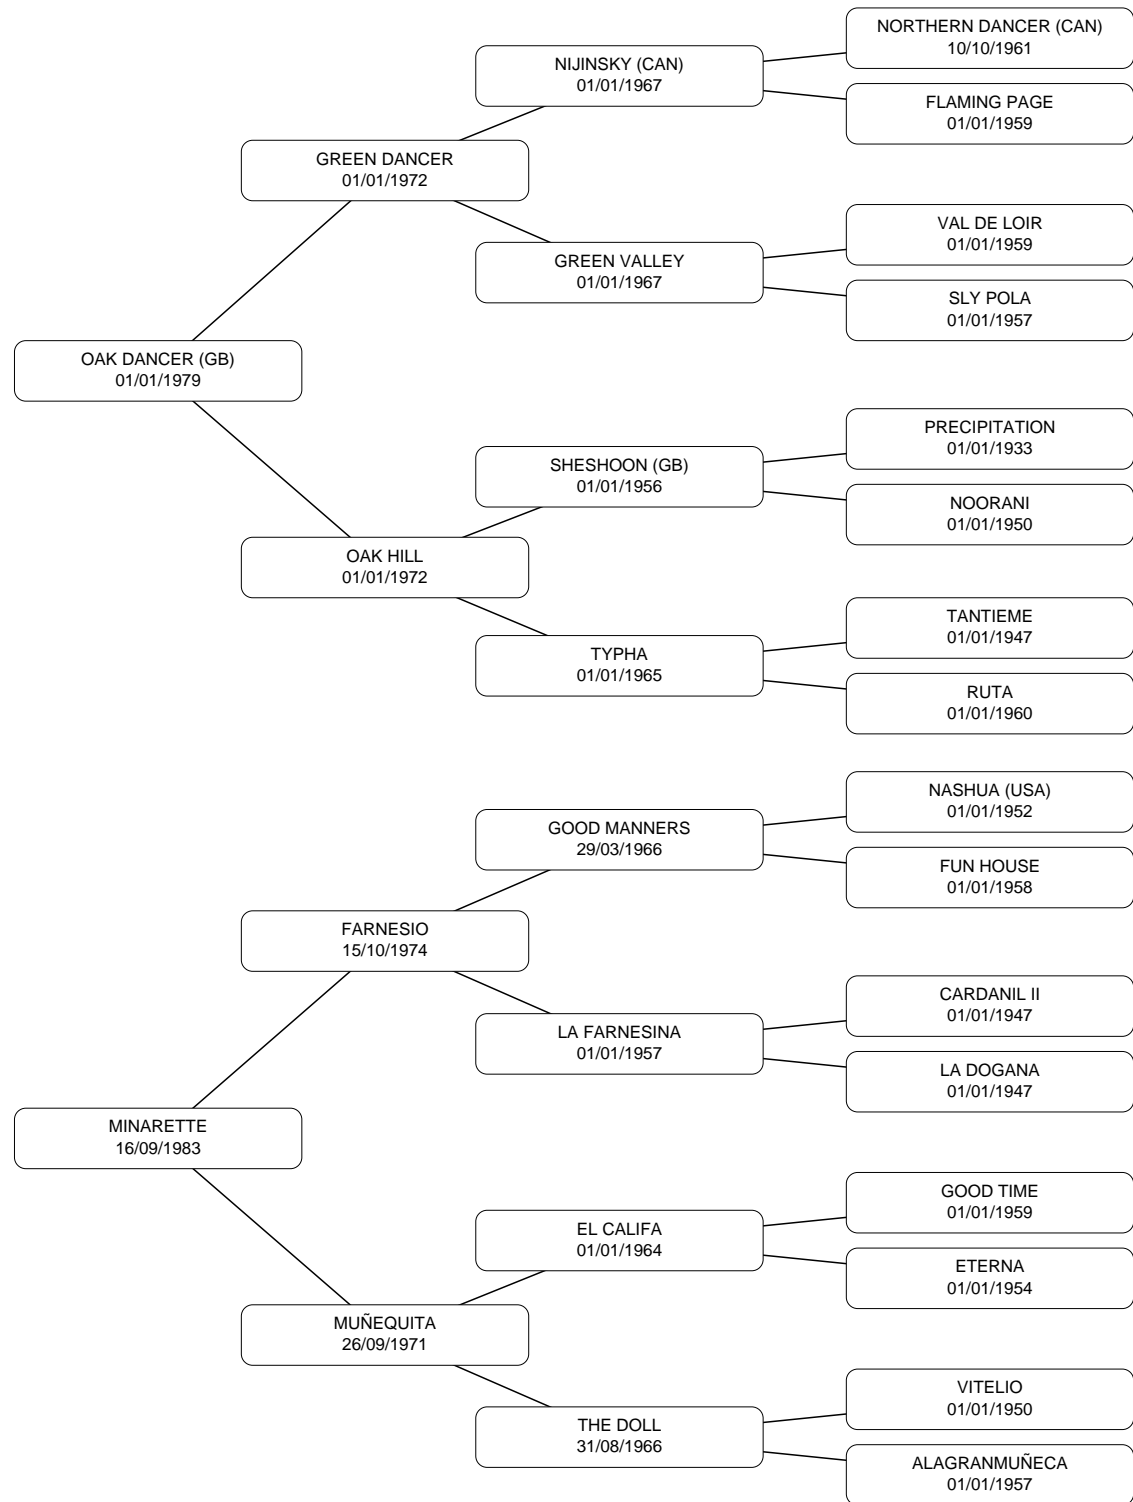 NORTHERN DANCER (CAN)
10/10/1961
NIJINSKY (CAN)
01/01/1967
FLAMING PAGE
01/01/1959
GREEN DANCER
01/01/1972
VAL DE LOIR
01/01/1959
GREEN VALLEY
01/01/1967
SLY POLA
01/01/1957
OAK DANCER (GB)
01/01/1979
PRECIPITATION
01/01/1933
SHESHOON (GB)
01/01/1956
NOORANI
01/01/1950
OAK HILL
01/01/1972
TANTIEME
01/01/1947
TYPHA
01/01/1965
RUTA
01/01/1960
NASHUA (USA)
01/01/1952
GOOD MANNERS
29/03/1966
FUN HOUSE
01/01/1958
FARNESIO
15/10/1974
CARDANIL II
01/01/1947
LA FARNESINA
01/01/1957
LA DOGANA
01/01/1947
MINARETTE
16/09/1983
GOOD TIME
01/01/1959
EL CALIFA
01/01/1964
ETERNA
01/01/1954
MUÑEQUITA
26/09/1971
VITELIO
01/01/1950
THE DOLL
31/08/1966
ALAGRANMUÑECA
01/01/1957